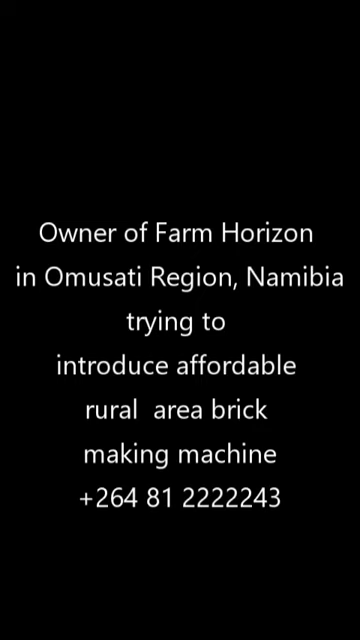 Owner of Farm Horizon
in Omusati Region, Namibia
trying to
introduce affordable
rural  area brick
making machine
+264 81 2222243